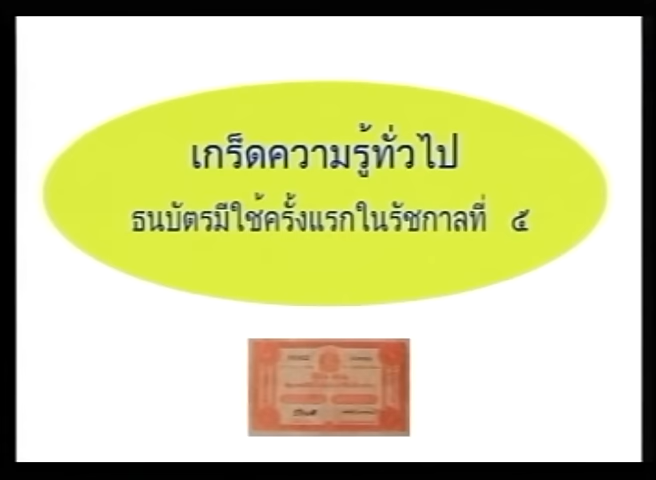 เกร็ดความรู้ทั่วไป
ธนบัตรมีใช้ครั้งแรกในรัชกาลที่ ๕